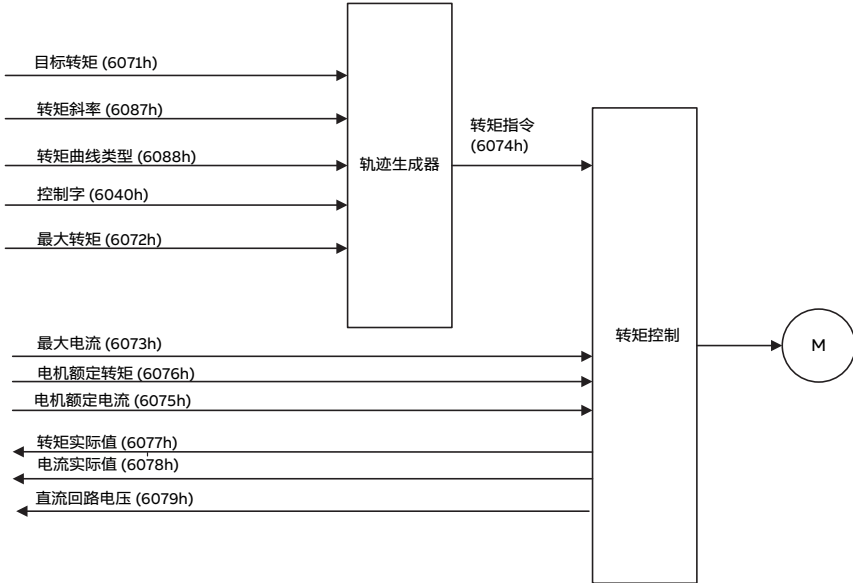 目标转矩 (6071h)
转矩斜率 (6087h)
转矩曲线类型 (6088h)
控制字 (6040h)
最大转矩 (6072h)
轨迹生成器
转矩指令
(6074h)
最大电流 (6073h)
电机额定转矩 (6076h)
电机额定电流 (6075h)
转矩实际值 (6077h)
电流实际值 (6078h)
直流回路电压 (6079h)
转矩控制
M